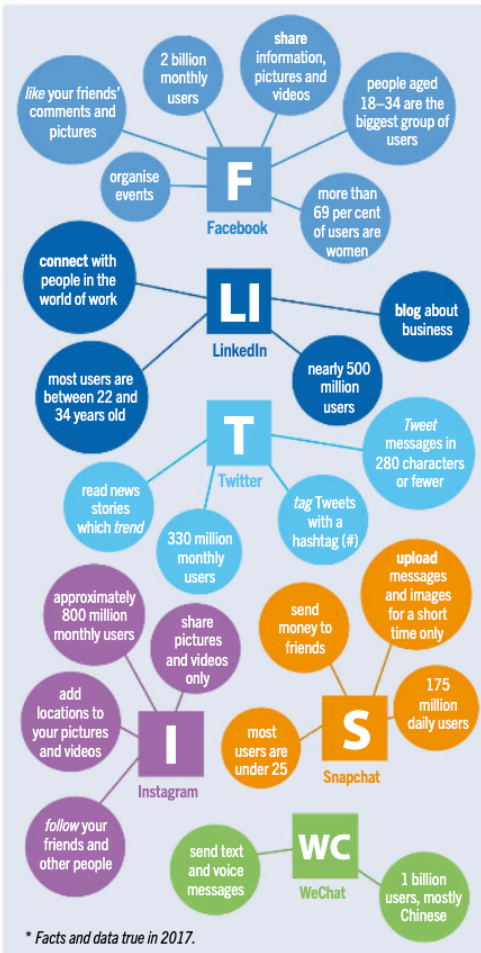 like your friends’
comments and
pictures
2 billion
monthly
users
share
information,
pictures and
videos
people aged
18–34 are the
biggest group of
users
organise
events
F
Facebook
more than
69 per cent
of users are
women
connect with
people in the
world of work
LI
LinkedIn
blog about
business
most users are
between 22 and
34 years old
nearly 500
million
users
T
Twitter
Tweet
messages in
280 characters
or fewer
read news
stories
which trend
330 million
monthly
users
tag Tweets
with a
hashtag (#)
approximately
800 million
monthly users
share
pictures
and videos
only
add
locations to
your pictures
and videos
I
Instagram
follow your
friends and
other people
send
money to
friends
upload
messages
and images
for a short
time only
most
users are
under 25
S
Snapchat
175
million
daily users
send text
and voice
messages
WC
WeChat
1 billion
users, mostly
Chinese
* Facts and data true in 2017.